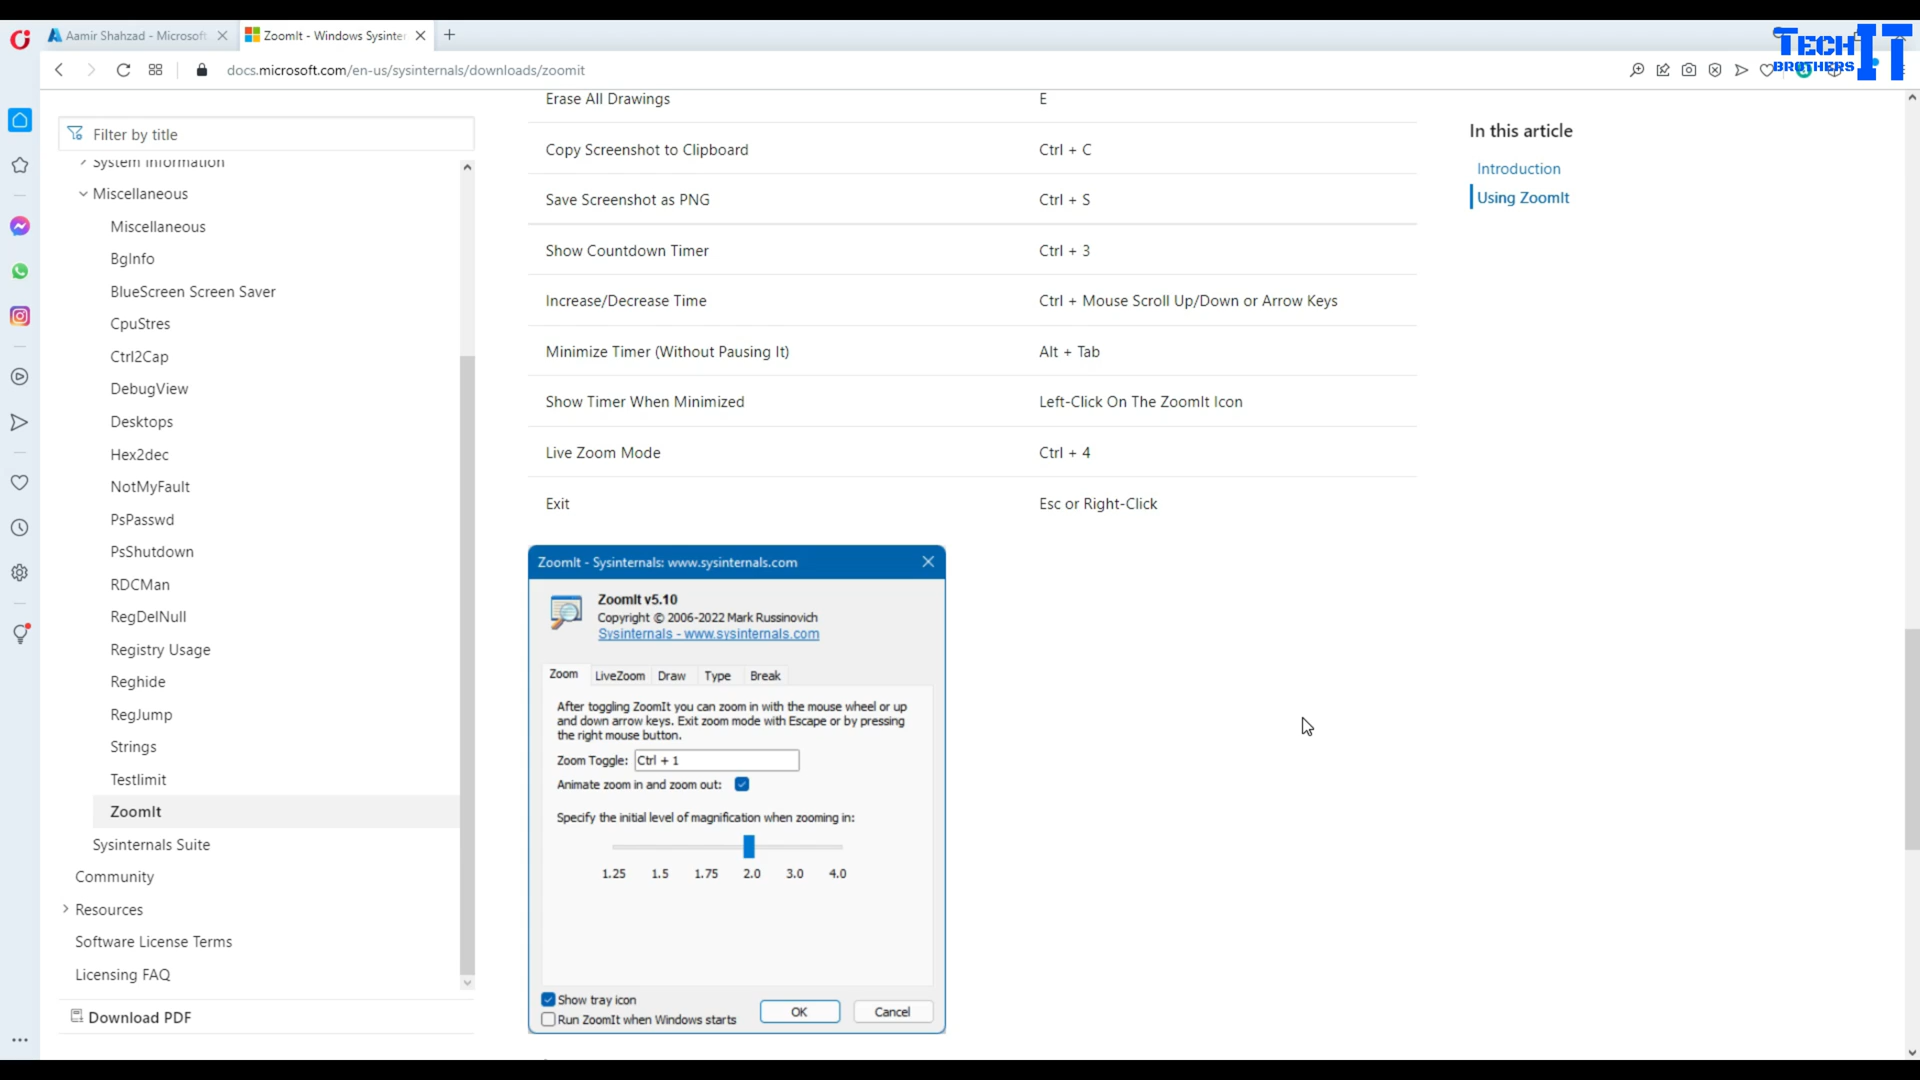 Aamir Shahzad - Microsoft
ZoomIt - Windows Sysinter
TECH IT
BROTHERS
docs.microsoft.com/en-us/sysinternals/downloads/zoomit
Filter by title
System Information
Miscellaneous
Miscellaneous
BgInfo
BlueScreen Screen Saver
CpuStres
Ctrl2Cap
DebugView
Desktops
Hex2dec
NotMyFault
PsPasswd
PsShutdown
RDCMan
RegDelNull
Registry Usage
Reghide
RegJump
Strings
Testlimit
ZoomIt
Sysinternals Suite
Community
Resources
Software License Terms
Licensing FAQ
Download PDF
Erase All Drawings E
Copy Screenshot to Clipboard Ctrl + C
Save Screenshot as PNG Ctrl + S
Show Countdown Timer Ctrl + 3
Increase/Decrease Time Ctrl + Mouse Scroll Up/Down or Arrow Keys
Minimize Timer (Without Pausing It) Alt + Tab
Show Timer When Minimized Left-Click On The ZoomIt Icon
Live Zoom Mode Ctrl + 4
Exit Esc or Right-Click
ZoomIt - Sysinternals: www.sysinternals.com
ZoomIt v5.10
Copyright © 2006-2022 Mark Russinovich
Sysinternals - www.sysinternals.com
Zoom LiveZoom Draw Type Break
After toggling ZoomIt you can zoom in with the mouse wheel or up
and down arrow keys. Exit zoom mode with Escape or by pressing
the right mouse button.
Zoom Toggle: Ctrl + 1
Animate zoom in and zoom out:
Specify the initial level of magnification when zooming in:
1.25 1.5 1.75 2.0 3.0 4.0
Show tray icon
Run ZoomIt when Windows starts
OK Cancel
In this article
Introduction
Using ZoomIt